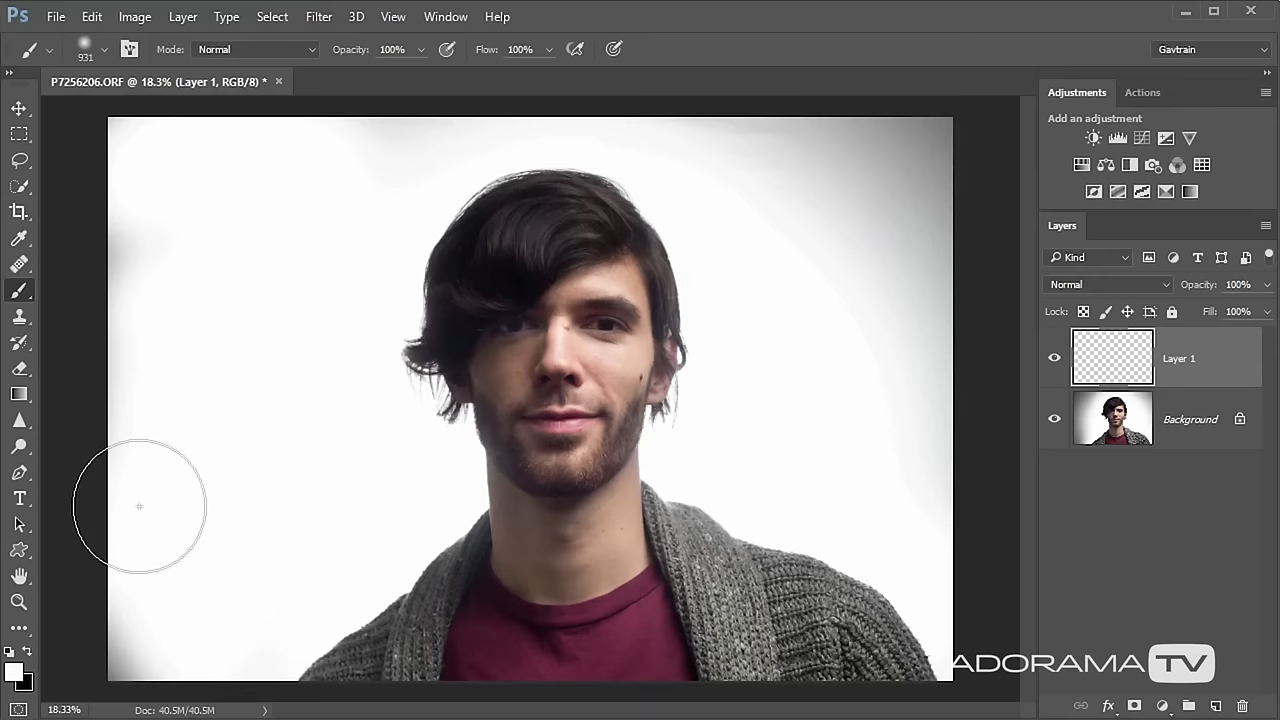 Ps File Edit Image Layer Type Select Filter 3D View Window Help
931 Mode: Normal Opacity: 100% Flow: 100% Gavtrain
P7256206.ORF @ 18.3% (Layer 1, RGB/8) *
Adjustments Actions
Add an adjustment
Layers
Kind
Normal Opacity: 100%
Lock: Fill: 100%
Layer 1
Background
ADORAMA TV
18.33% Doc: 40.5M/40.5M